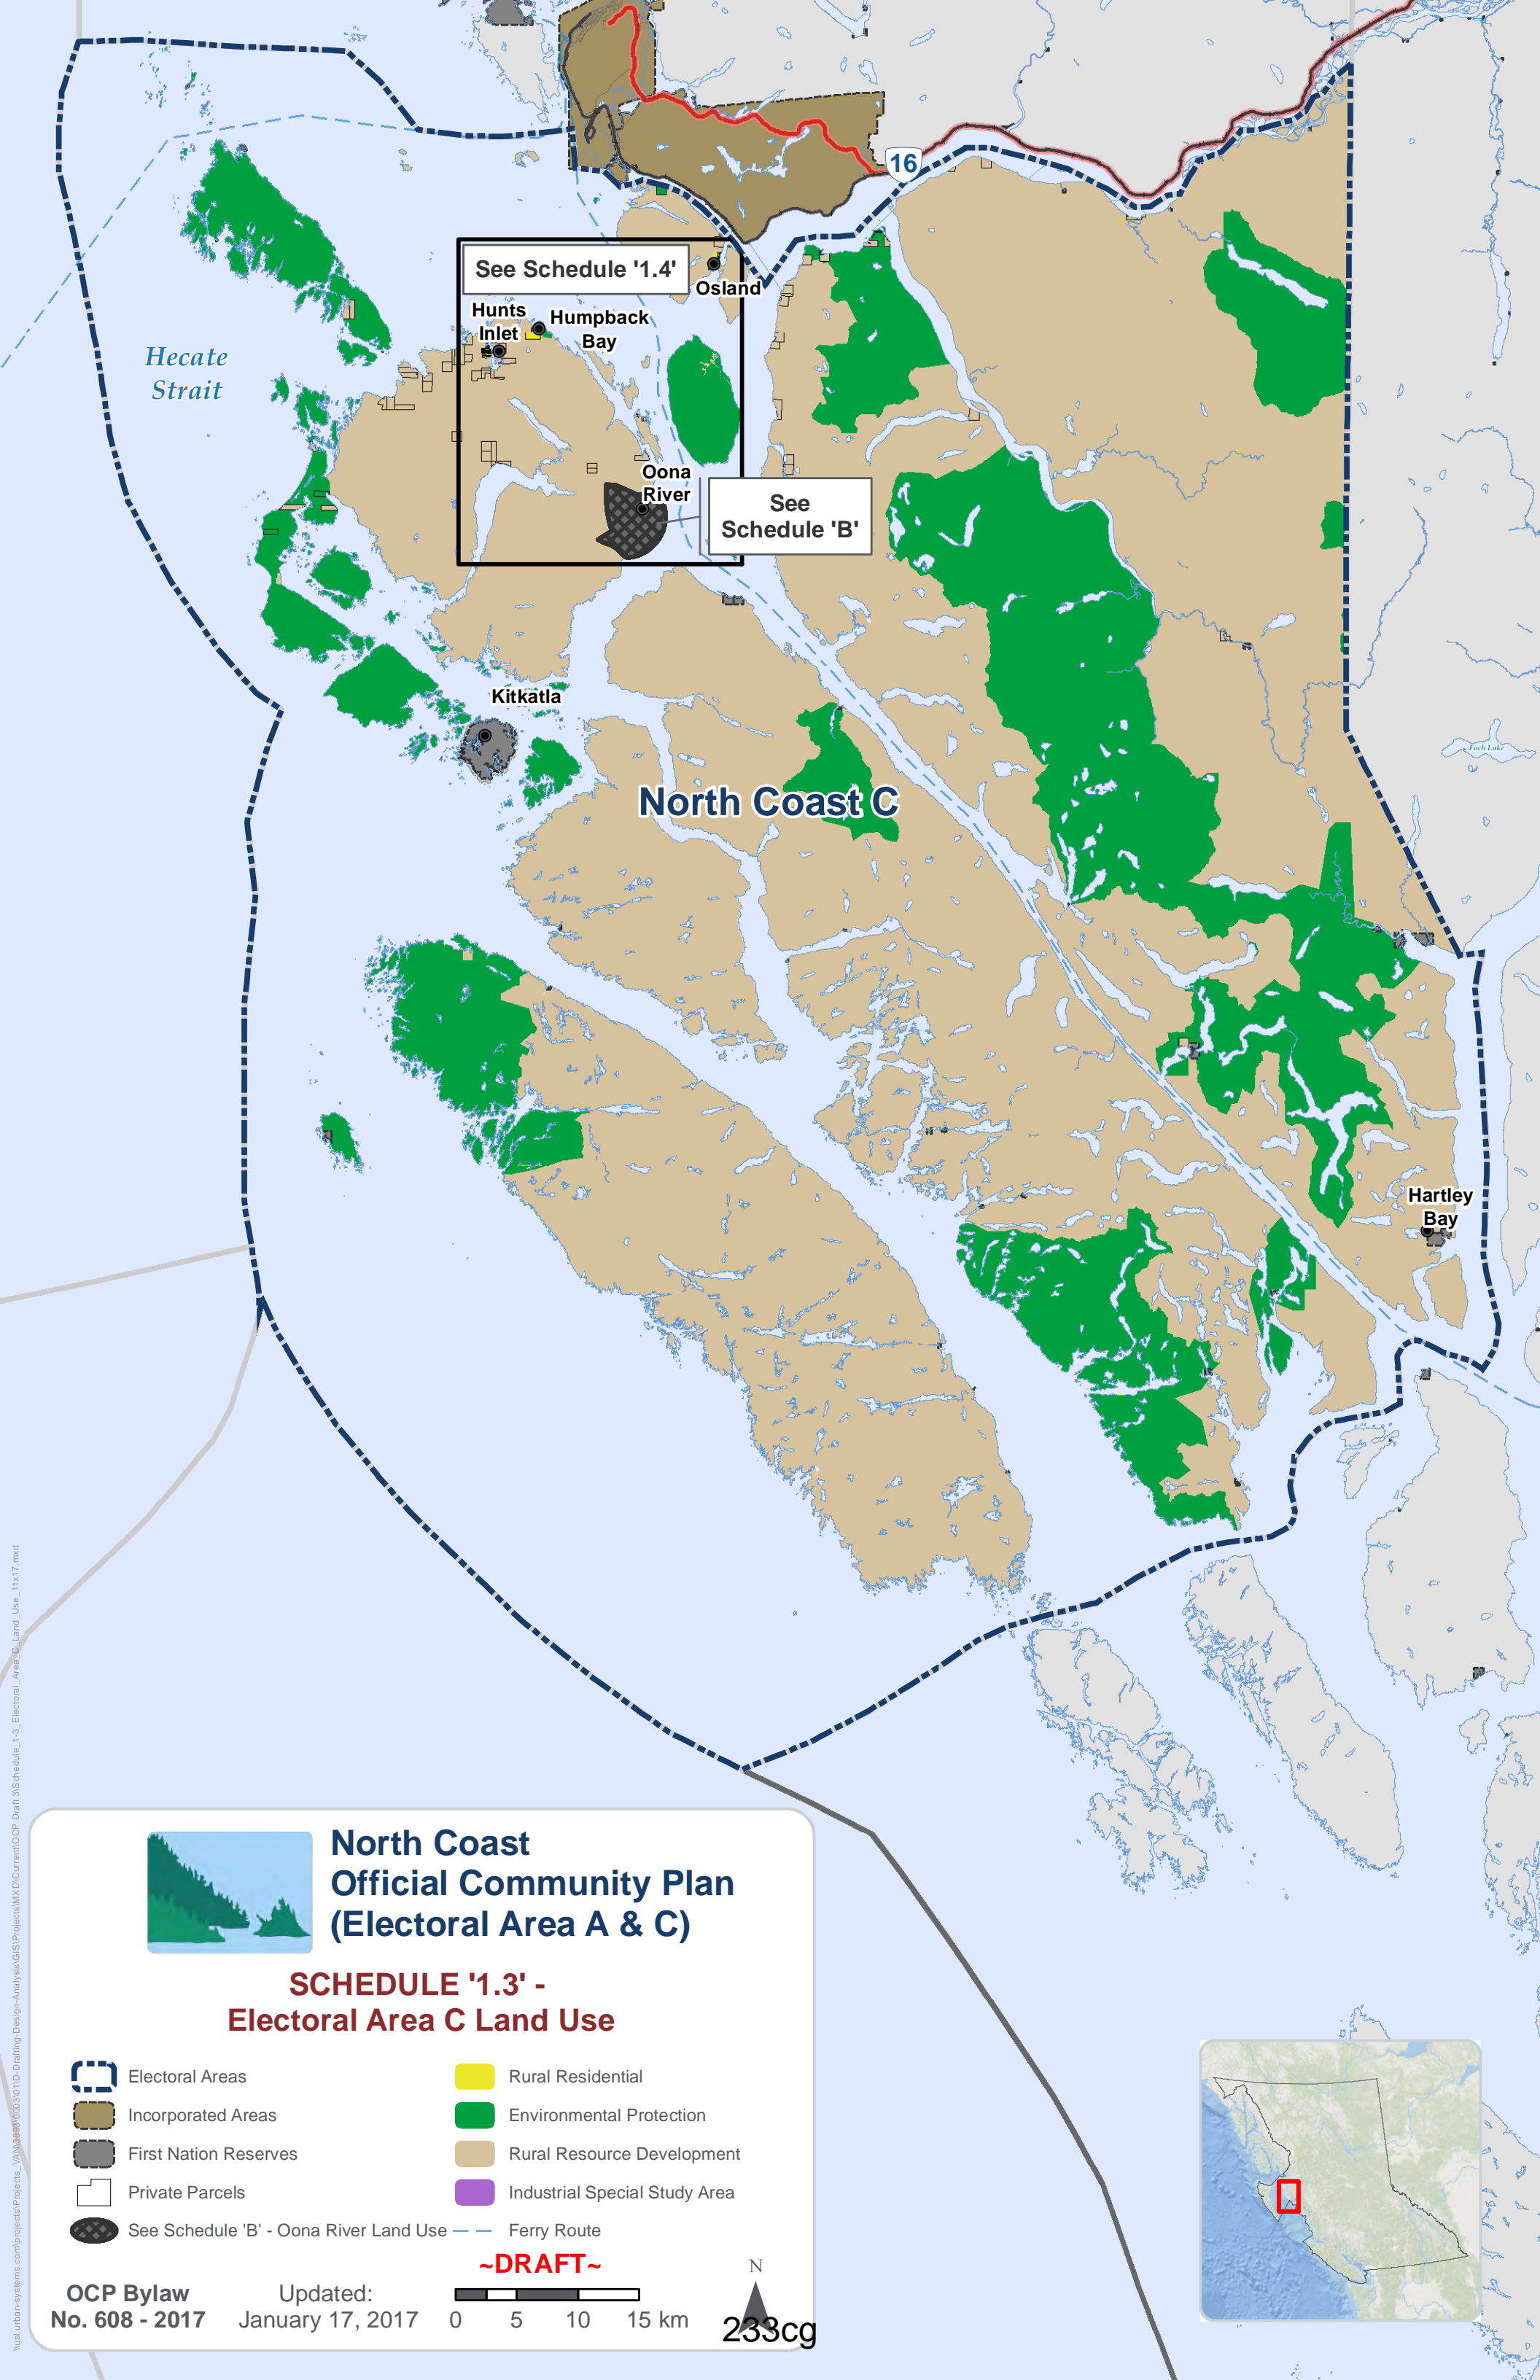 16
See Schedule '1.4'
Osland
Hunts
Inlet
Humpback
Bay
Hecate
Strait
Oona
River
See
Schedule 'B'
Kitkatla
Foch Lake
North Coast C
Hartley
Bay
North Coast
Official Community Plan
(Electoral Area A & C)
SCHEDULE '1.3' -
Electoral Area C Land Use
Electoral Areas
Incorporated Areas
First Nation Reserves
Private Parcels
See Schedule 'B' - Oona River Land Use
Rural Residential
Environmental Protection
Rural Resource Development
Industrial Special Study Area
Ferry Route
~DRAFT~
OCP Bylaw
No. 608 - 2017
Updated:
January 17, 2017
0 5 10 15 km
N
233cg